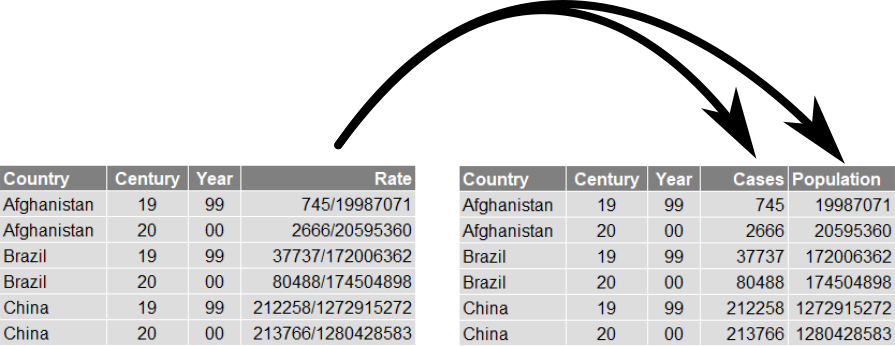 Country Century Year Rate
Afghanistan 19 99 745/19987071
Afghanistan 20 00 2666/20595360
Brazil 19 99 37737/172006362
Brazil 20 00 80488/174504898
China 19 99 212258/1272915272
China 20 00 213766/1280428583
Country Century Year Cases Population
Afghanistan 19 99 745 19987071
Afghanistan 20 00 2666 20595360
Brazil 19 99 37737 172006362
Brazil 20 00 80488 174504898
China 19 99 212258 1272915272
China 20 00 213766 1280428583